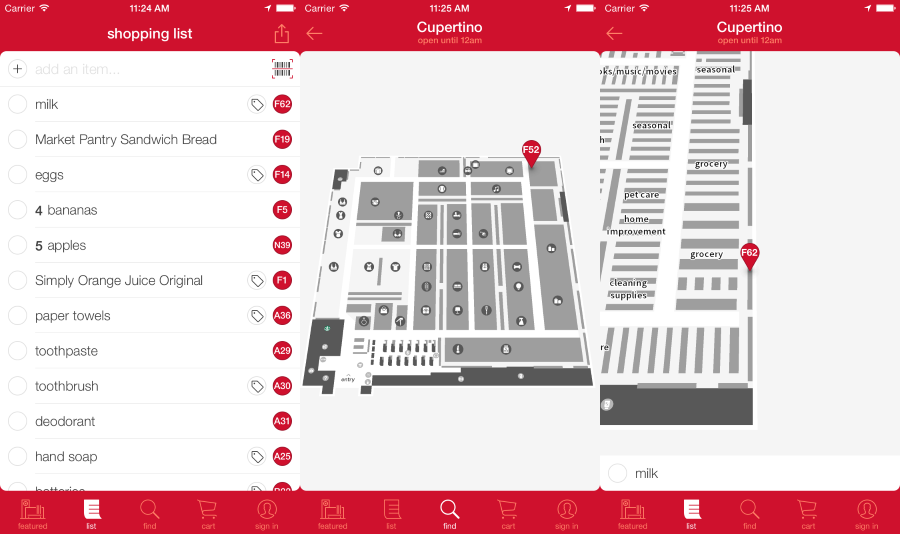 Carrier 11:24 AM
shopping list
add an item...
milk F62
Market Pantry Sandwich Bread F19
eggs F14
4 bananas F5
5 apples N39
Simply Orange Juice Original F1
paper towels A36
toothpaste A29
toothbrush A30
deodorant A31
hand soap A25
featured list find cart sign in
Carrier 11:25 AM
Cupertino
open until 12am
F52
entry
featured list find cart sign in
Carrier 11:25 AM
Cupertino
open until 12am
ks/music/movies seasonal
seasonal
h
grocery
pet care
home
improvement
grocery F62
cleaning
supplies
re
milk
featured list find cart sign in